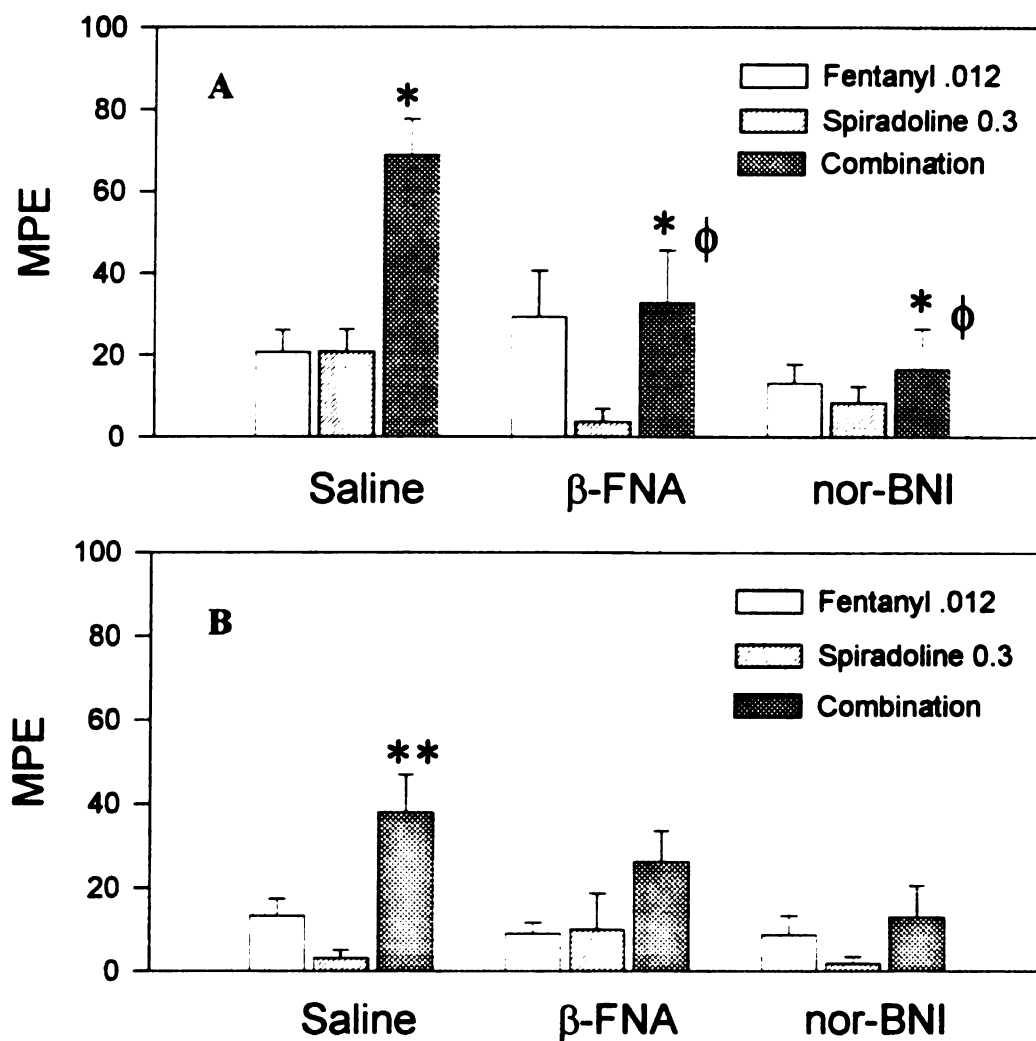 100
80
60
40
20
0
MPE
A
*
* ϕ
* ϕ
Fentanyl .012
Spiradoline 0.3
Combination
Saline β-FNA nor-BNI
100
80
60
40
20
0
MPE
B
**
Fentanyl .012
Spiradoline 0.3
Combination
Saline β-FNA nor-BNI